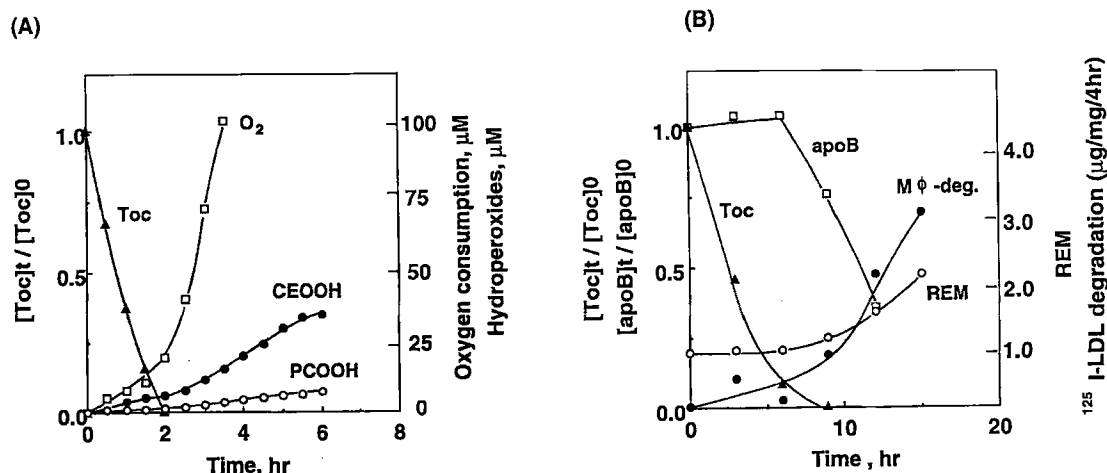 (A)
1.0
0.5
0.0
[Toc]t / [Toc]0
Toc
O2
CEOOH
PCOOH
100
75
50
25
0
Oxygen consumption, µM
Hydroperoxides, µM
0 2 4 6 8
Time, hr
(B)
1.0
0.5
0.0
[Toc]t / [Toc]0
[apoB]t / [apoB]0
Toc
apoB
Mϕ-deg.
REM
4.0
3.0
2.0
1.0
REM
125 I-LDL degradation (µg/mg/4hr)
0 10 15 20
Time , hr